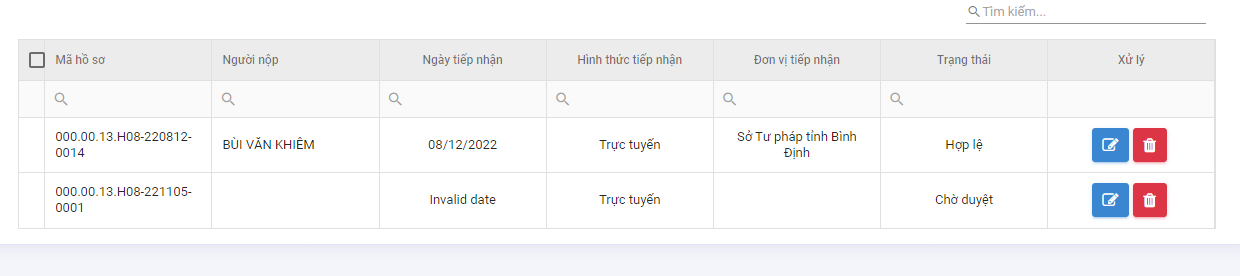 Tìm kiếm...
Mã hồ sơ Người nộp Ngày tiếp nhận Hình thức tiếp nhận Đơn vị tiếp nhận Trạng thái Xử lý
000.00.13.H08-220812-
0014
BÙI VĂN KHIÊM
08/12/2022
Trực tuyến
Sở Tư pháp tỉnh Bình
Định
Hợp lệ
000.00.13.H08-221105-
0001
Invalid date
Trực tuyến
Chờ duyệt